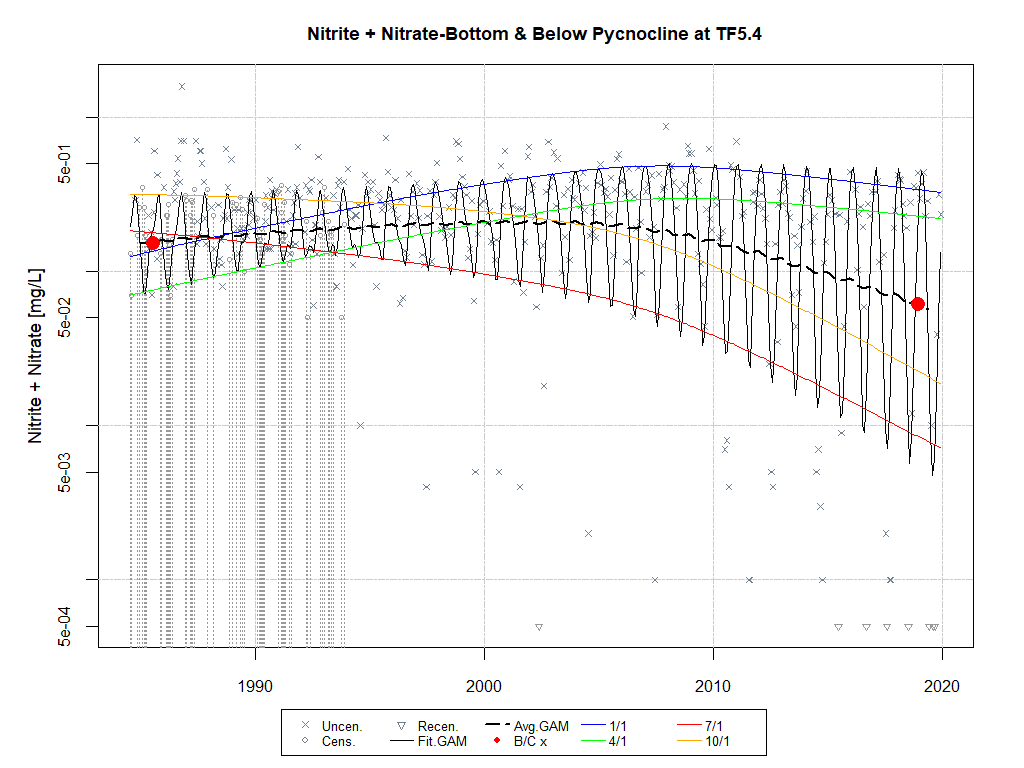 Nitrite + Nitrate-Bottom & Below Pycnocline at TF5.4
Nitrite + Nitrate [mg/L]
5e-01
5e-02
5e-03
5e-04
1990 2000 2010 2020
Uncen. Recen. Avg.GAM 1/1 7/1
Cens. Fit.GAM B/C x 4/1 10/1